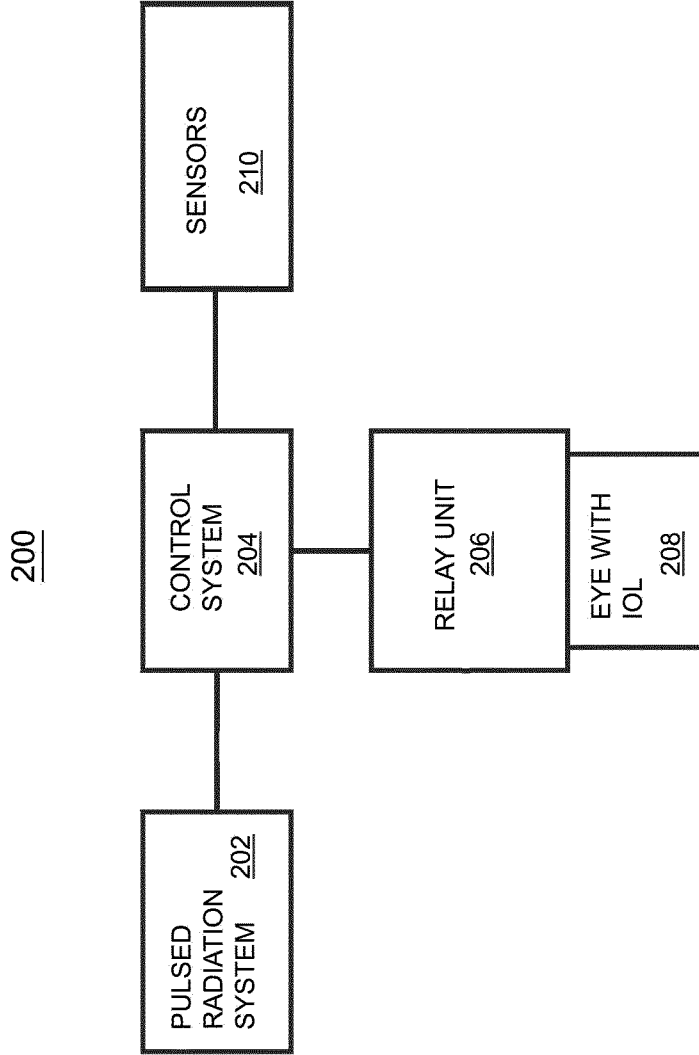 200
PULSED
RADIATION
SYSTEM
202
CONTROL
SYSTEM
204
SENSORS
210
RELAY UNIT
206
EYE WITH
IOL
208